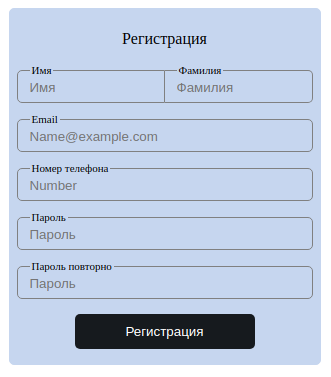 Регистрация
Имя Фамилия
Имя Фамилия
Email
Name@example.com
Номер телефона
Number
Пароль
Пароль
Пароль повторно
Пароль
Регистрация